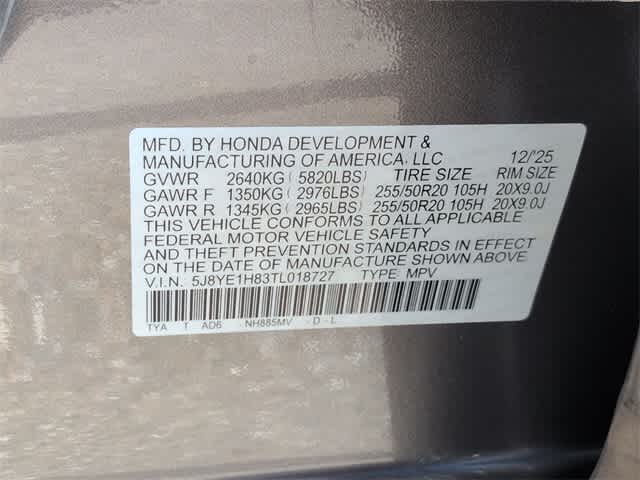 MFD. BY HONDA DEVELOPMENT &
MANUFACTURING OF AMERICA, LLC 12/'25
GVWR 2640KG ( 5820LBS) TIRE SIZE RIM SIZE
GAWR F 1350KG ( 2976LBS) 255/50R20 105H 20X9.0J
GAWR R 1345KG ( 2965LBS) 255/50R20 105H 20X9.0J
THIS VEHICLE CONFORMS TO ALL APPLICABLE
FEDERAL MOTOR VEHICLE SAFETY
AND THEFT PREVENTION STANDARDS IN EFFECT
ON THE DATE OF MANUFACTURE SHOWN ABOVE.
V.I.N. 5J8YE1H83TL018727 TYPE: MPV
TYA T AD6 - NH885MV - D - L